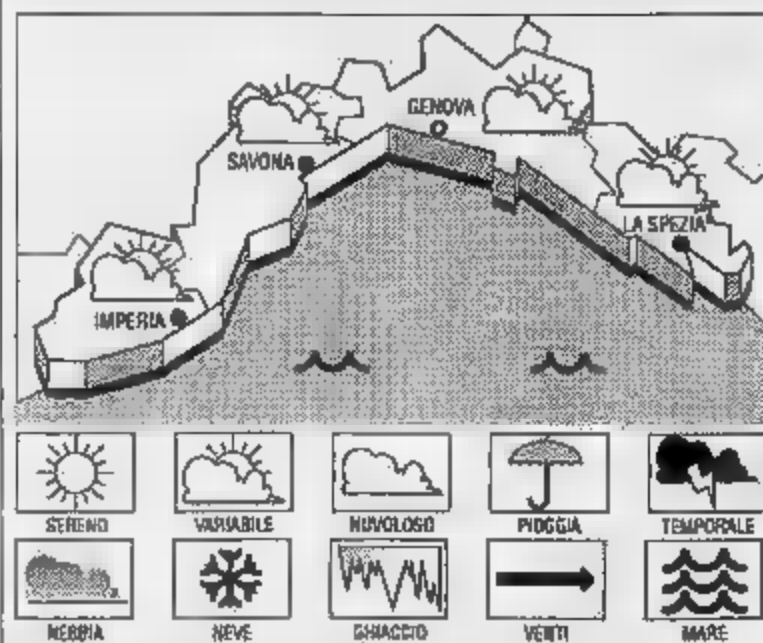 GENOVA
SAVONA
LA SPEZIA
IMPERIA
SERENO VARIABILE NUVOLOSO PIOGGIA TEMPORALE
NEBBIA NEVE GHIACCIO VENTI MARE